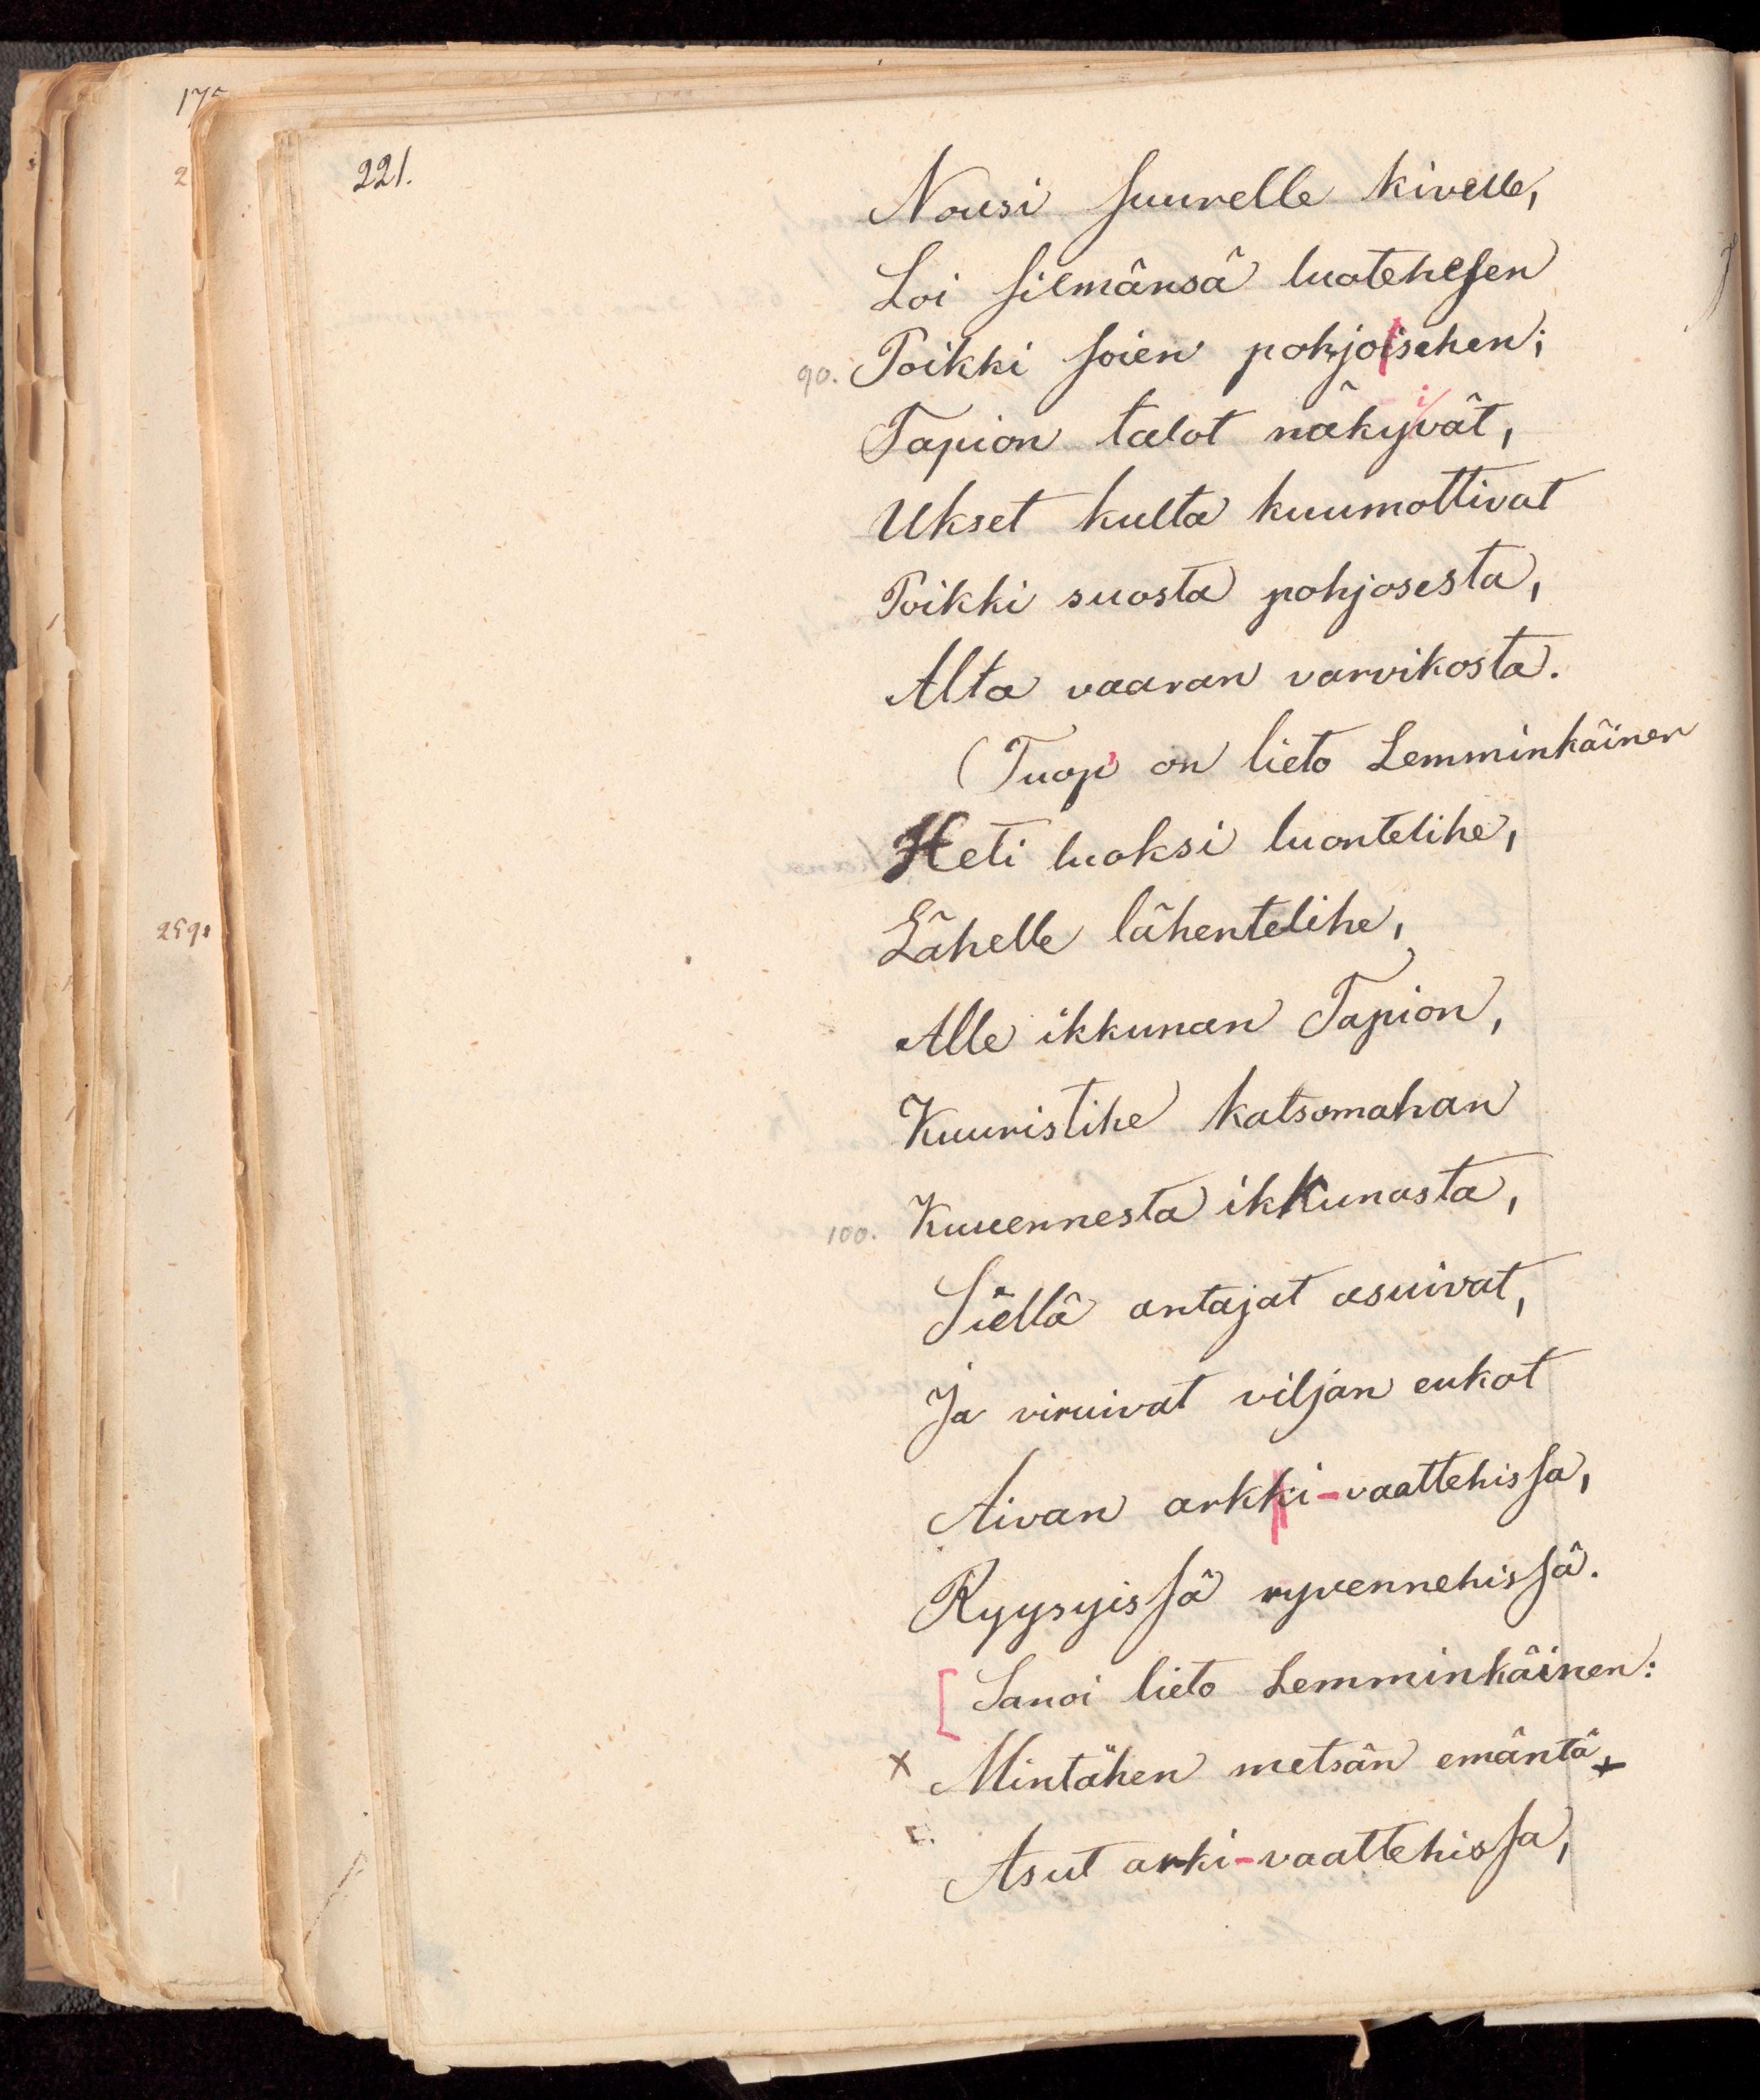 175
221.
2
Nousi suurelle kivelle,
Loi silmänsä luotehesen
90. Poikki soien pohjoisehen;
i/
Tapion talot näkyvät,
Ukset kulta kuumottivat
Poikki suosta pohjosesta,
Alta vaaran varvikosta.
(Tuop' on lieto Lemminkäinen
Heti luoksi luontelihe,
259.
Lähelle lähentelihe,
Alle ikkunan Tapion,
Kuuristihe katsomahan
100. Kuuennesta ikkunasta,
Siellä antajat asuivat,
Ja viruivat viljan eukot
Aivan arkki-vaattehissa,
Ryysyissä ryvennehissä.
[ Sanoi lieto Lemminkäinen:
x Mintähen metsän emäntä +
Asut arki-vaattehissa,